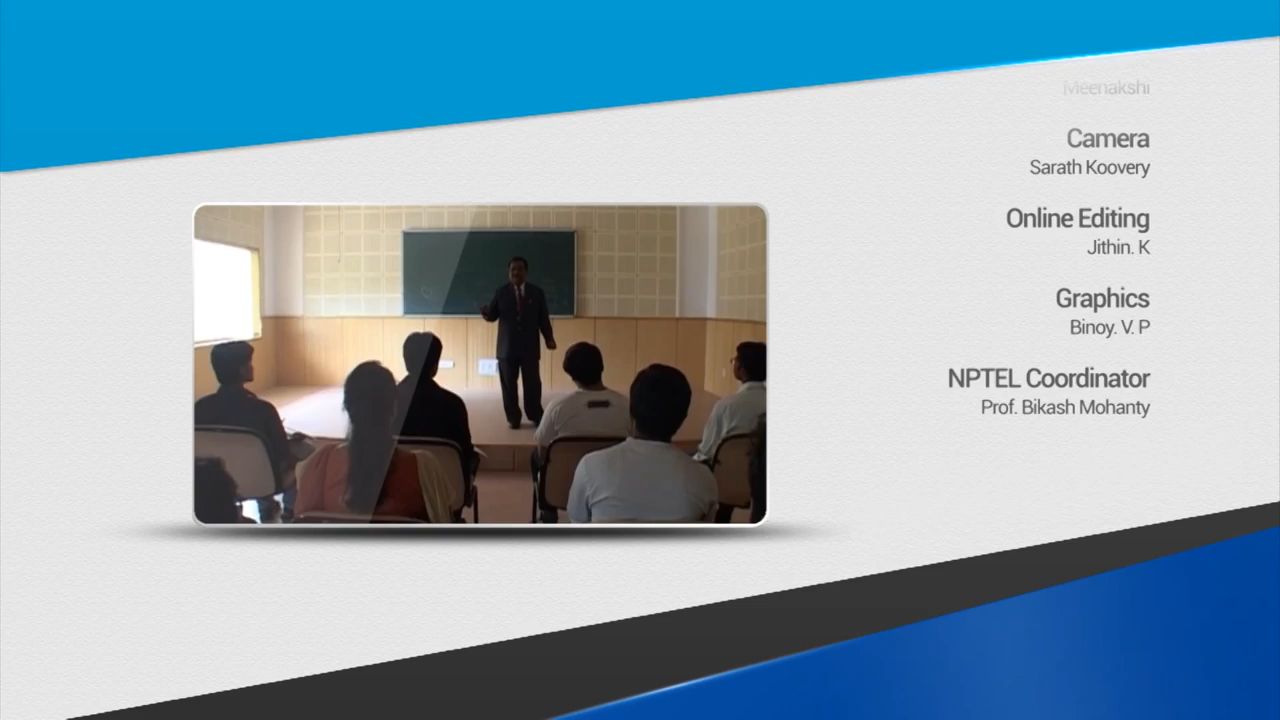 Meenakshi
Camera
Sarath Koovery
Online Editing
Jithin. K
Graphics
Binoy. V. P
NPTEL Coordinator
Prof. Bikash Mohanty